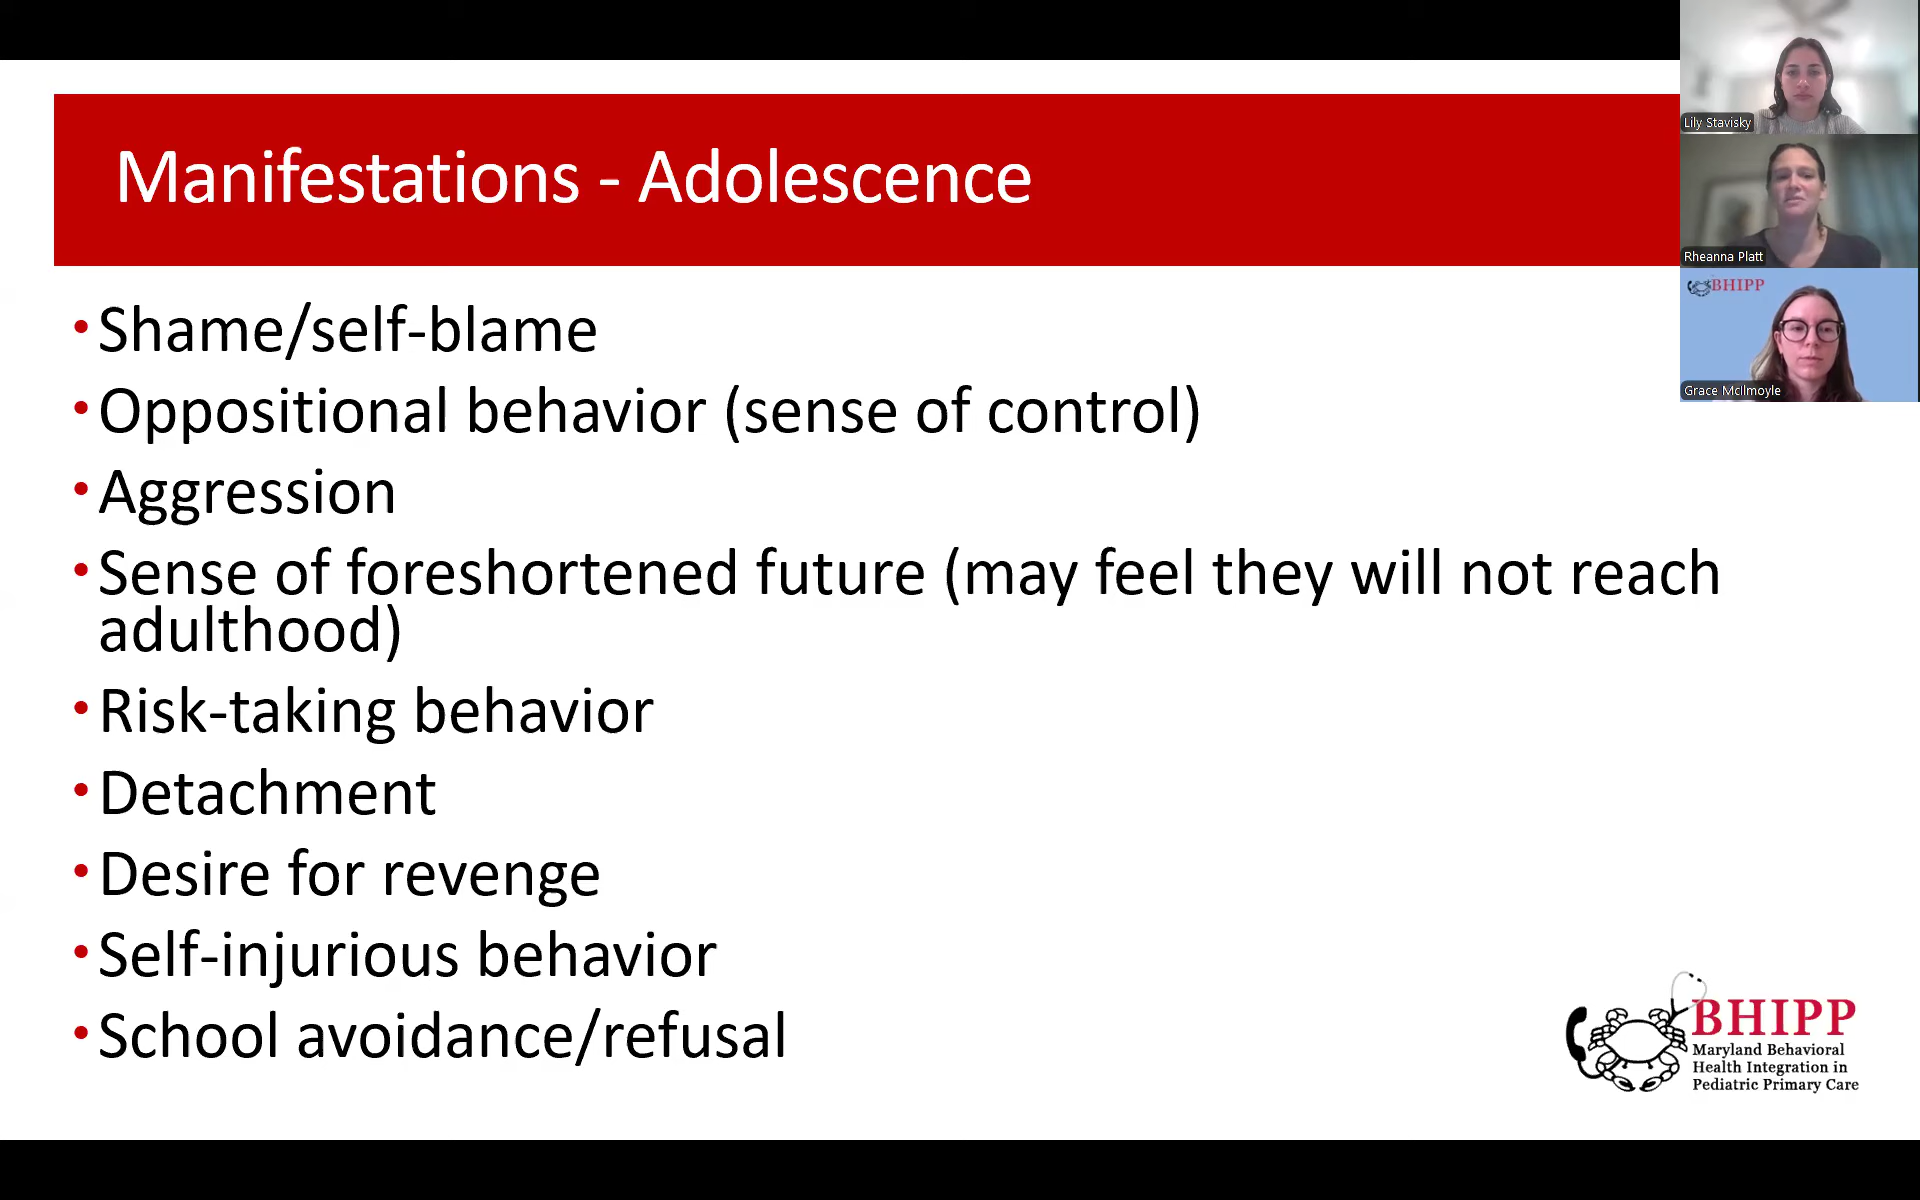 Manifestations - Adolescence
• Shame/self-blame
• Oppositional behavior (sense of control)
• Aggression
• Sense of foreshortened future (may feel they will not reach
adulthood)
• Risk-taking behavior
• Detachment
• Desire for revenge
• Self-injurious behavior
• School avoidance/refusal
Lily Stavisky
Rheanna Platt
BHIPP
Grace McIlmoyle
BHIPP
Maryland Behavioral
Health Integration in
Pediatric Primary Care